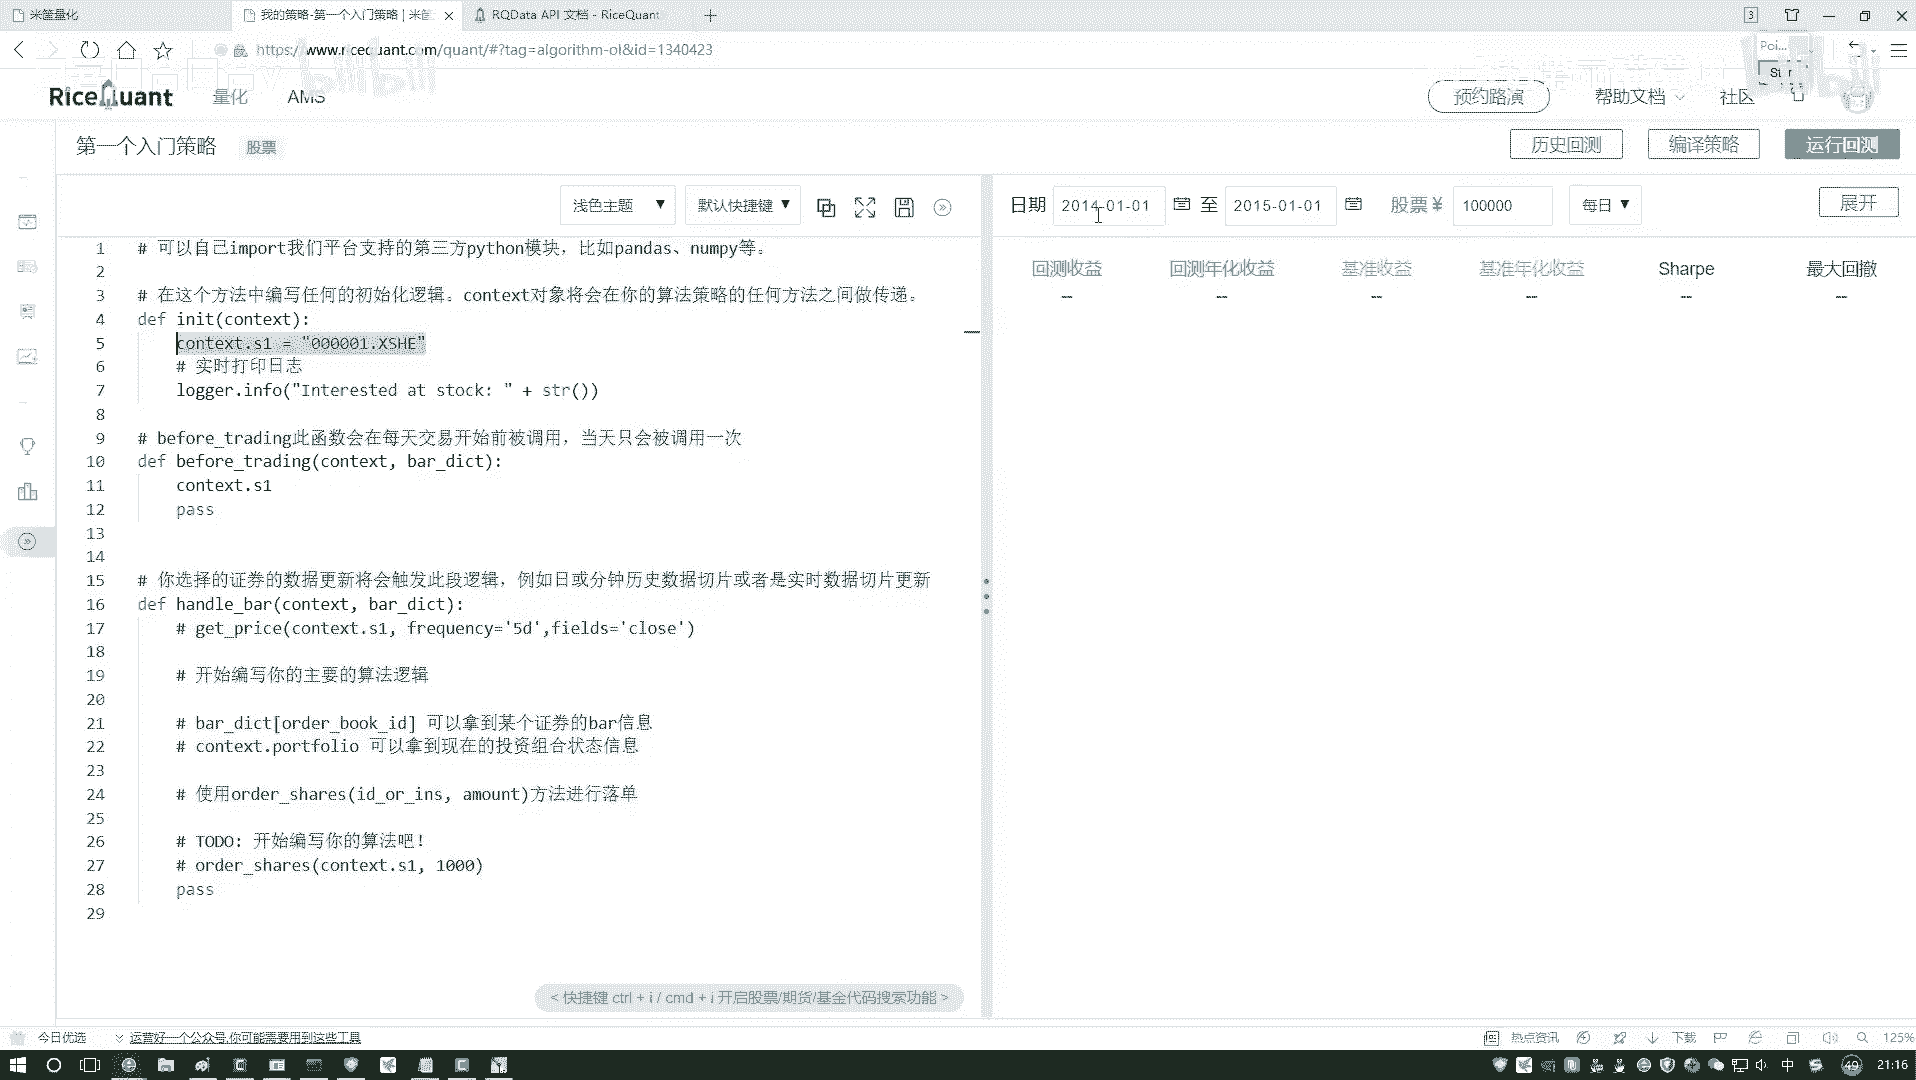 米筐量化
我的策略-第一个入门策略 | 米筐
RQData API 文档 - RiceQuant
3
https://www.ricequant.com/quant/#?tag=algorithm-ol&id=1340423
Poi...
bilibili
RiceQuant
量化
AMS
预约路演
帮助文档
社区
第一个入门策略
股票
历史回测
编译策略
运行回测
浅色主题 ▼
默认快捷键 ▼
日期
2014-01-01
至
2015-01-01
股票 ¥
100000
每日 ▼
展开
回测收益 回测年化收益 基准收益 基准年化收益 Sharpe 最大回撤
-- -- -- -- -- --
1 # 可以自己import我们平台支持的第三方python模块，比如pandas、numpy等。
2
3 # 在这个方法中编写任何的初始化逻辑。context对象将会在你的算法策略的任何方法之间做传递。
4 def init(context):
5 context.s1 = "000001.XSHE"
6 # 实时打印日志
7 logger.info("Interested at stock: " + str())
8
9 # before_trading此函数会在每天交易开始前被调用，当天只会被调用一次
10 def before_trading(context, bar_dict):
11 context.s1
12 pass
13
14
15 # 你选择的证券的数据更新将会触发此段逻辑，例如日或分钟历史数据切片或者是实时数据切片更新
16 def handle_bar(context, bar_dict):
17 # get_price(context.s1, frequency='5d',fields='close')
18
19 # 开始编写你的主要的算法逻辑
20
21 # bar_dict[order_book_id] 可以拿到某个证券的bar信息
22 # context.portfolio 可以拿到现在的投资组合状态信息
23
24 # 使用order_shares(id_or_ins, amount)方法进行落单
25
26 # TODO: 开始编写你的算法吧！
27 # order_shares(context.s1, 1000)
28 pass
29
< 快捷键 ctrl + i / cmd + i 开启股票/期货/基金代码搜索功能 >
今日优选
运营好一个公众号,你可能需要用到这些工具
热点资讯
下载
125%
中
49
21:16